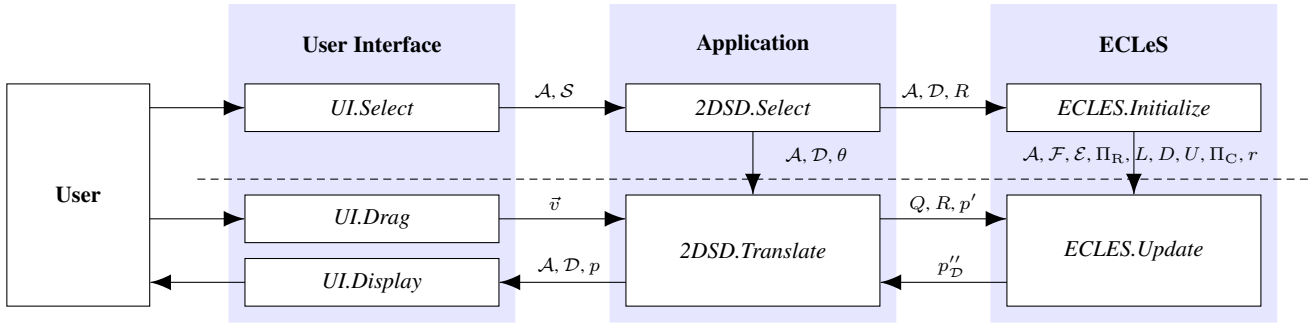 User Interface
Application
ECLeS
UI.Select
𝒜, 𝒮
2DSD.Select
𝒜, 𝒟, R
ECLES.Initialize
𝒜, 𝒟, θ
𝒜, ℱ, ℰ, Π_R, L, D, U, Π_C, r
User
UI.Drag
v⃗
2DSD.Translate
Q, R, p′
ECLES.Update
UI.Display
𝒜, 𝒟, p
p″_𝒟